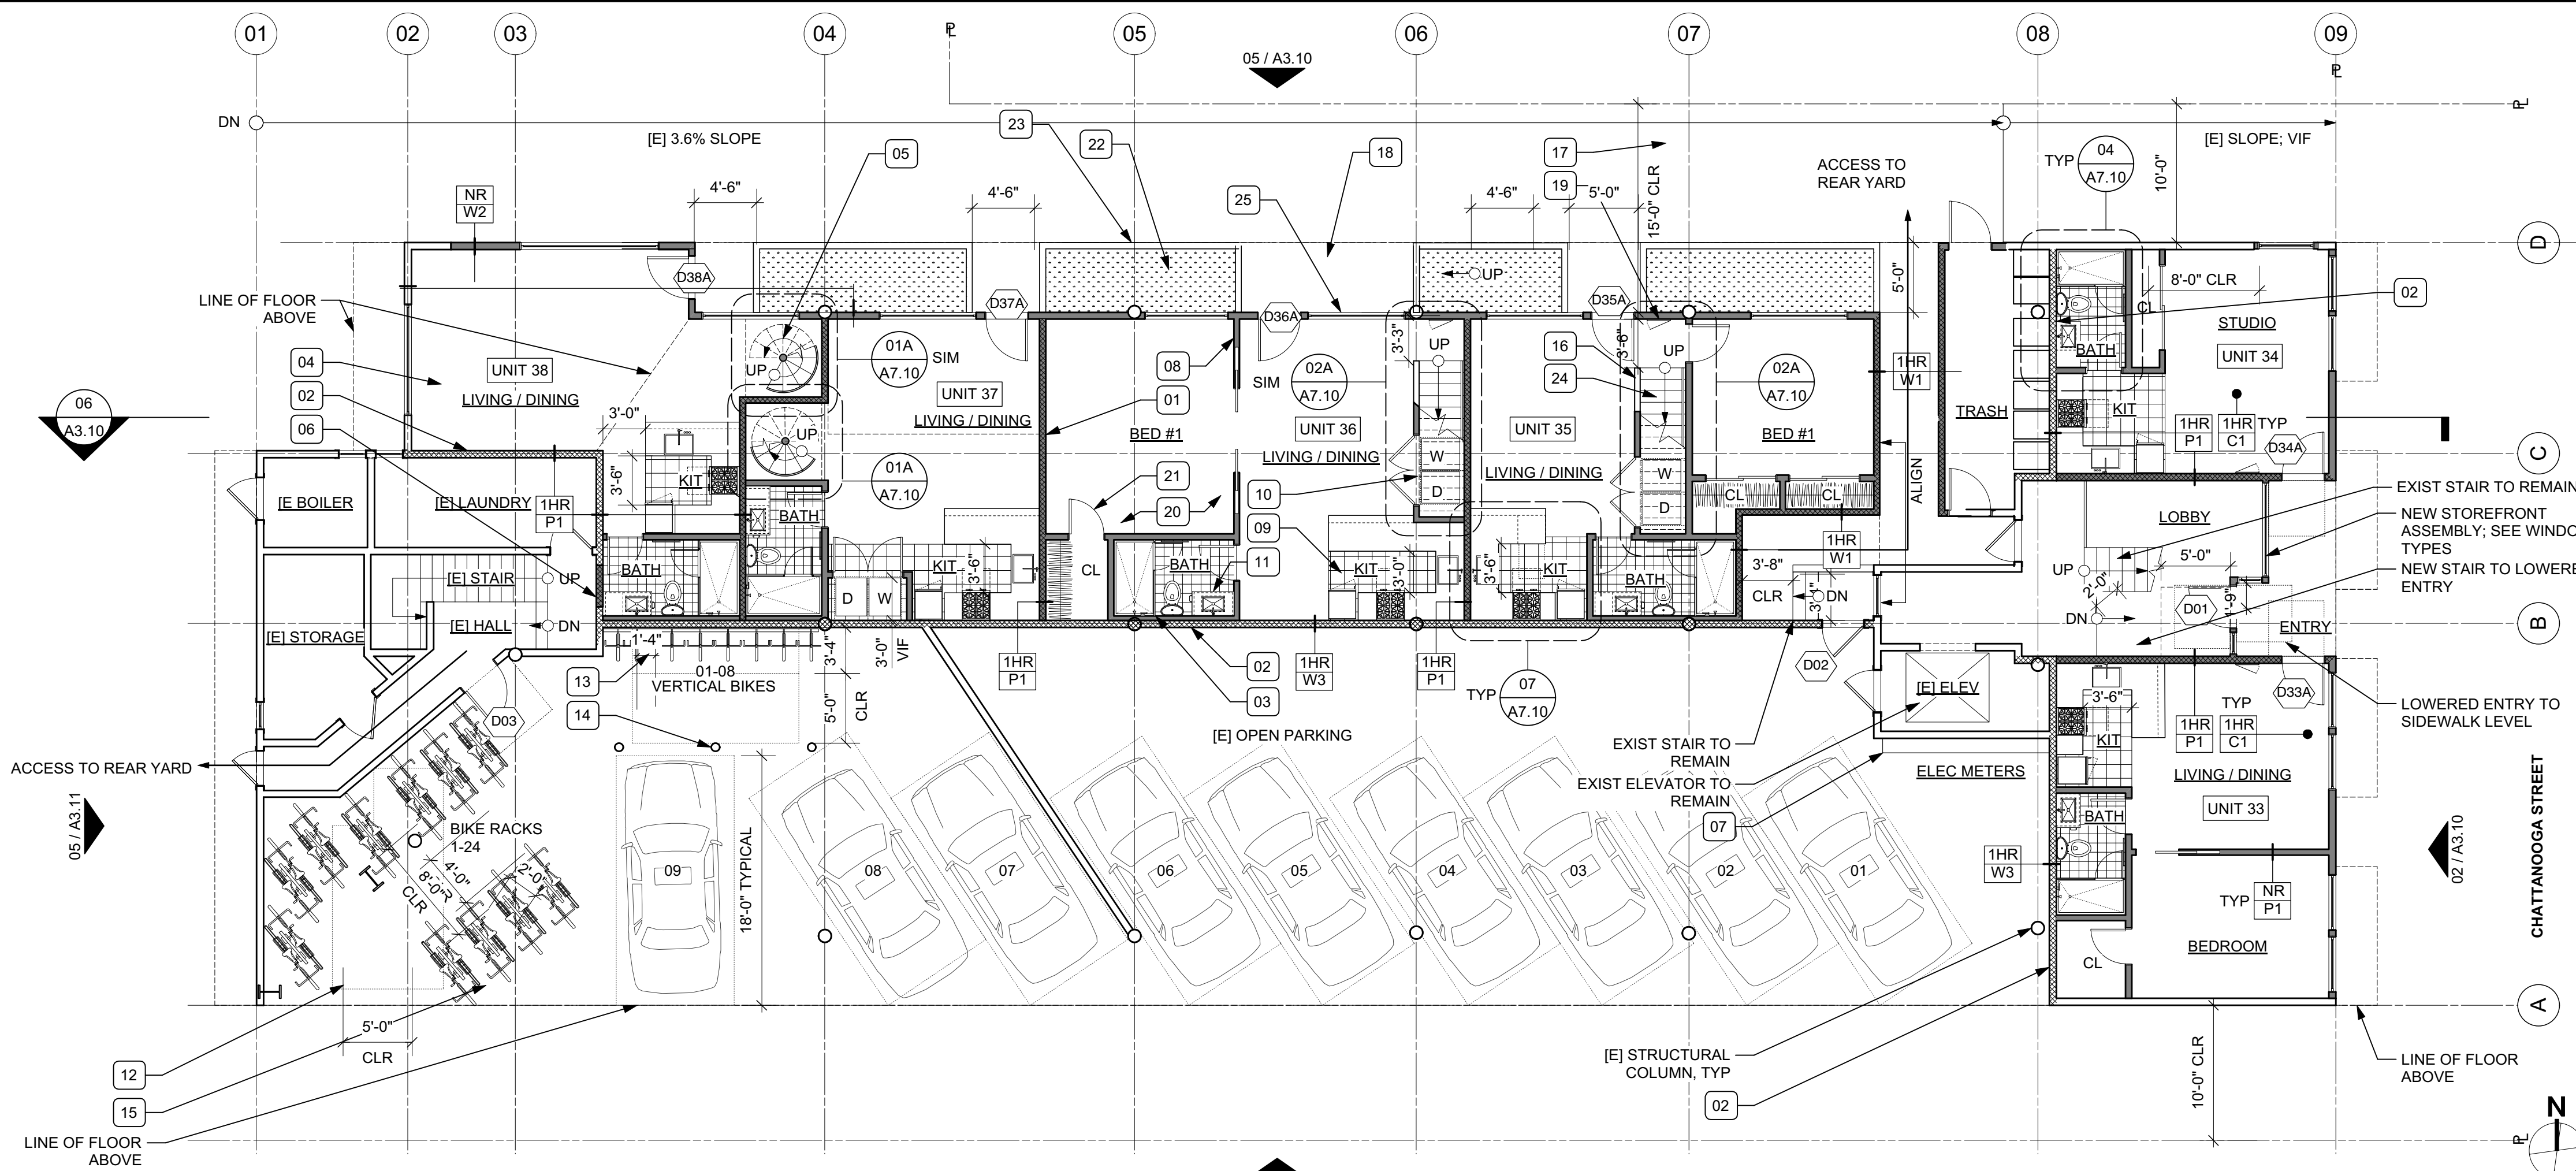 01
02
03
04
05
06
07
08
09
PL
05 / A3.10
PL
DN
[E] 3.6% SLOPE
23
22
05
18
17
19
ACCESS TO
REAR YARD
TYP
04
A7.10
10'-0"
[E] SLOPE; VIF
PL
NR
W2
4'-6"
4'-6"
25
4'-6"
5'-0"
15'-0" CLR
D
D38A
UP
5'-0"
8'-0" CLR
02
LINE OF FLOOR
ABOVE
D37A
D36A
D35A
CL
STUDIO
UNIT 34
BATH
04
02
06
UNIT 38
LIVING / DINING
UP
01A
A7.10
SIM
UNIT 37
LIVING / DINING
08
01
BED #1
SIM
02A
A7.10
UNIT 36
LIVING / DINING
3'-3"
UP
16
24
UNIT 35
LIVING / DINING
3'-6"
UP
02A
A7.10
BED #1
1HR
W1
TRASH
KIT
1HR
P1
1HR
C1
TYP
D34A
06
A3.10
3'-0"
UP
01A
A7.10
W
D
W
D
C
[E BOILER
[E] LAUNDRY
1HR
P1
3'-6"
KIT
BATH
21
20
10
09
11
CL
CL
ALIGN
LOBBY
EXIST STAIR TO REMAIN
NEW STOREFRONT
ASSEMBLY; SEE WINDO
TYPES
NEW STAIR TO LOWERE
ENTRY
[E] STAIR
UP
BATH
D
W
KIT
3'-6"
CL
BATH
KIT
3'-0"
3'-6"
KIT
BATH
1HR
W1
3'-8"
CLR
3'-4"
DN
UP
5'-0"
2'-0"
D01
4'-9"
DN
ENTRY
[E] STORAGE
[E] HALL
DN
B
1'-4"
01-08
VERTICAL BIKES
3'-4"
3'-0"
VIF
1HR
P1
02
03
1HR
W3
1HR
P1
TYP
07
A7.10
D02
[E] ELEV
13
14
D03
5'-0"
CLR
3'-6"
TYP
1HR
P1
1HR
C1
D33A
LOWERED ENTRY TO
SIDEWALK LEVEL
[E] OPEN PARKING
EXIST STAIR TO
REMAIN
EXIST ELEVATOR TO
REMAIN
07
ELEC METERS
KIT
LIVING / DINING
UNIT 33
ACCESS TO REAR YARD
05 / A3.11
BIKE RACKS
1-24
4'-0"
8'-0"R
CLR
2'-0"
18'-0" TYPICAL
09
08
07
06
05
04
03
02
01
BATH
1HR
W3
TYP
NR
P1
BEDROOM
CL
CHATTANOOGA STREET
02 / A3.10
A
5'-0"
CLR
12
15
LINE OF FLOOR
ABOVE
[E] STRUCTURAL
COLUMN, TYP
02
10'-0" CLR
LINE OF FLOOR
ABOVE
PL
N